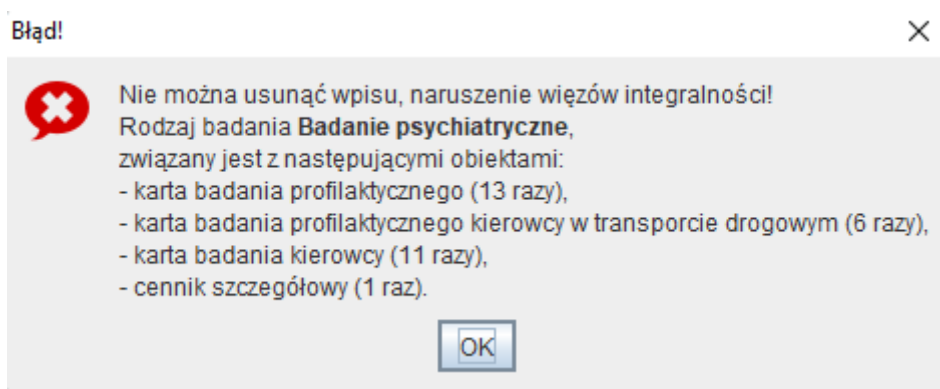 Błąd!
Nie można usunąć wpisu, naruszenie więzów integralności!
Rodzaj badania Badanie psychiatryczne,
związany jest z następującymi obiektami:
- karta badania profilaktycznego (13 razy),
- karta badania profilaktycznego kierowcy w transporcie drogowym (6 razy),
- karta badania kierowcy (11 razy),
- cennik szczegółowy (1 raz).
OK